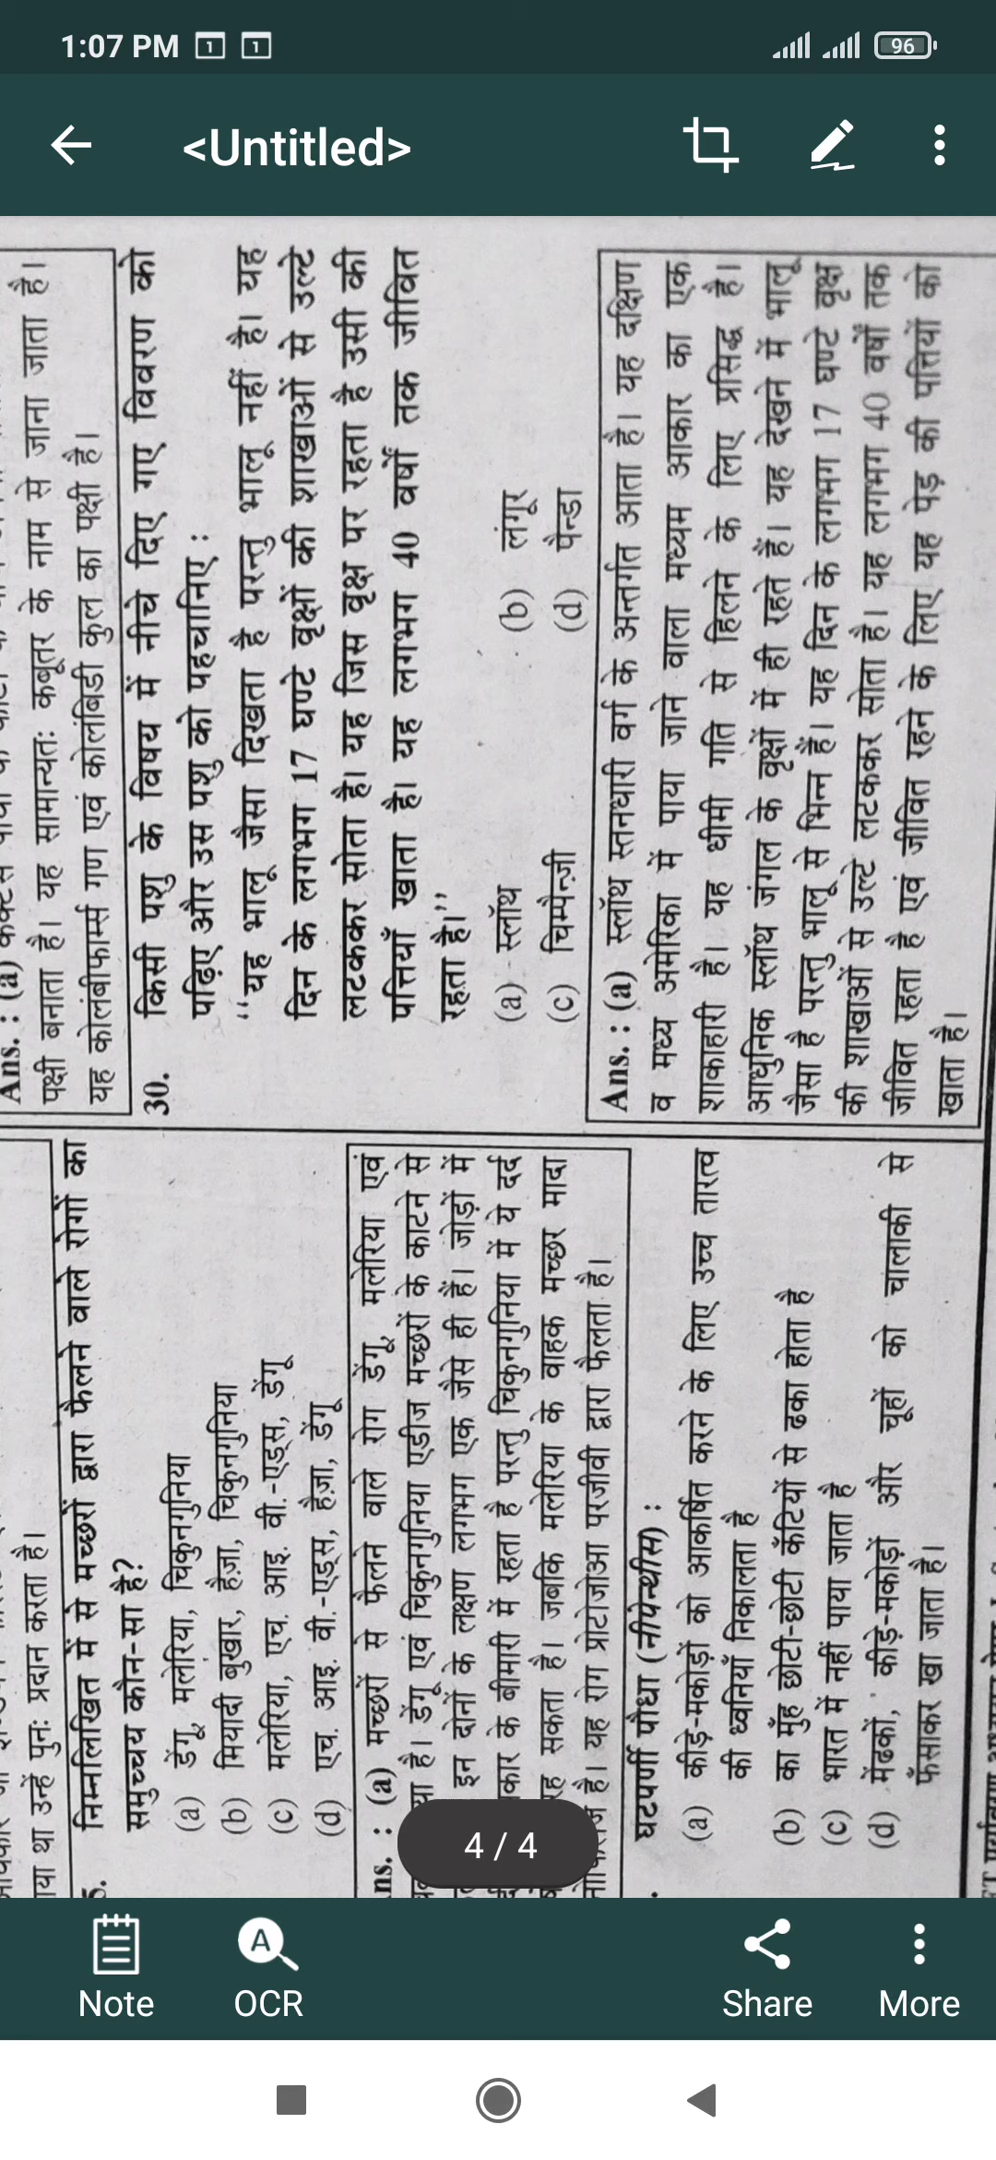 1:07 PM
1
1
96
<Untitled>
पाया था उन्हें पुनः प्रदान करता है।
निम्नलिखित में से मच्छरों द्वारा फैलने वाले रोगों का
समुच्चय कौन-सा है?
(a) डेंगू, मलेरिया, चिकुनगुनिया
(b) मियादी बुखार, हैज़ा, चिकुनगुनिया
(c) मलेरिया, एच. आइ. वी.-एड्स, डेंगू
(d) एच. आइ. वी.-एड्स, हैज़ा, डेंगू
ns. : (a) मच्छरों से फैलने वाले रोग डेंगू, मलेरिया एवं
है। डेंगू एवं चिकुनगुनिया एडीज मच्छरों के काटने से
इन दोनों के लक्षण लगभग एक जैसे ही हैं। जोड़ों में
के बीमारी में रहता है परन्तु चिकुनगुनिया में ये दर्द
सकता है। जबकि मलेरिया के वाहक मच्छर मादा
है। यह रोग प्रोटोजोआ परजीवी द्वारा फैलता है।
घटपर्णी पौधा (नीपेन्थीस) :
(a) कीड़े-मकोड़ों को आकर्षित करने के लिए उच्च तारत्व
की ध्वनियाँ निकालता है
(b) का मुँह छोटी-छोटी कँटियों से ढका होता है
(c) भारत में नहीं पाया जाता है
(d) मेंढकों, कीड़े-मकोड़ों और चूहों को चालाकी से
फँसाकर खा जाता है।
Ans. : (a)
पक्षी बनाता है। यह सामान्यतः कबूतर के नाम से जाना जाता है।
यह कोलंबीफार्म्स गण एवं कोलंबिडी कुल का पक्षी है।
30. किसी पशु के विषय में नीचे दिए गए विवरण को
पढ़िए और उस पशु को पहचानिए :
“यह भालू जैसा दिखता है परन्तु भालू नहीं है। यह
दिन के लगभग 17 घण्टे वृक्षों की शाखाओं से उल्टे
लटककर सोता है। यह जिस वृक्ष पर रहता है उसी की
पत्तियाँ खाता है। यह लगभग 40 वर्षों तक जीवित
रहता है।”
(a) स्लॉथ (b) लंगूर
(c) चिम्पैन्ज़ी (d) पैन्डा
Ans. : (a) स्लॉथ स्तनधारी वर्ग के अन्तर्गत आता है। यह दक्षिण
व मध्य अमेरिका में पाया जाने वाला मध्यम आकार का एक
शाकाहारी है। यह धीमी गति से हिलने के लिए प्रसिद्ध है।
आधुनिक स्लॉथ जंगल के वृक्षों में ही रहते हैं। यह देखने में भालू
जैसा है परन्तु भालू से भिन्न हैं। यह दिन के लगभग 17 घण्टे वृक्ष
की शाखाओं से उल्टे लटककर सोता है। यह लगभग 40 वर्षों तक
जीवित रहता है एवं जीवित रहने के लिए यह पेड़ की पत्तियों को
खाता है।
4 / 4
Note
A
OCR
Share
More